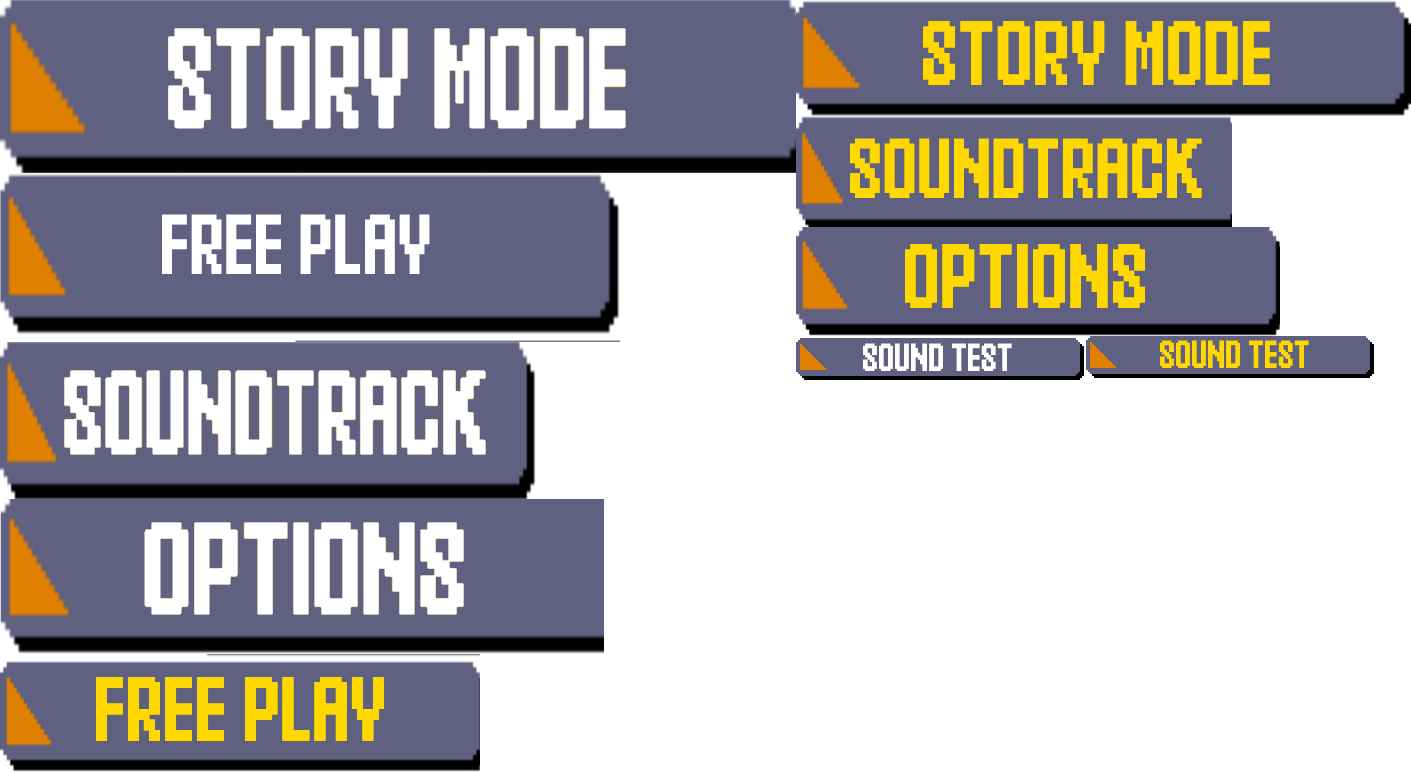 STORY MODE
FREE PLAY
SOUNDTRACK
OPTIONS
FREE PLAY
STORY MODE
SOUNDTRACK
OPTIONS
SOUND TEST
SOUND TEST